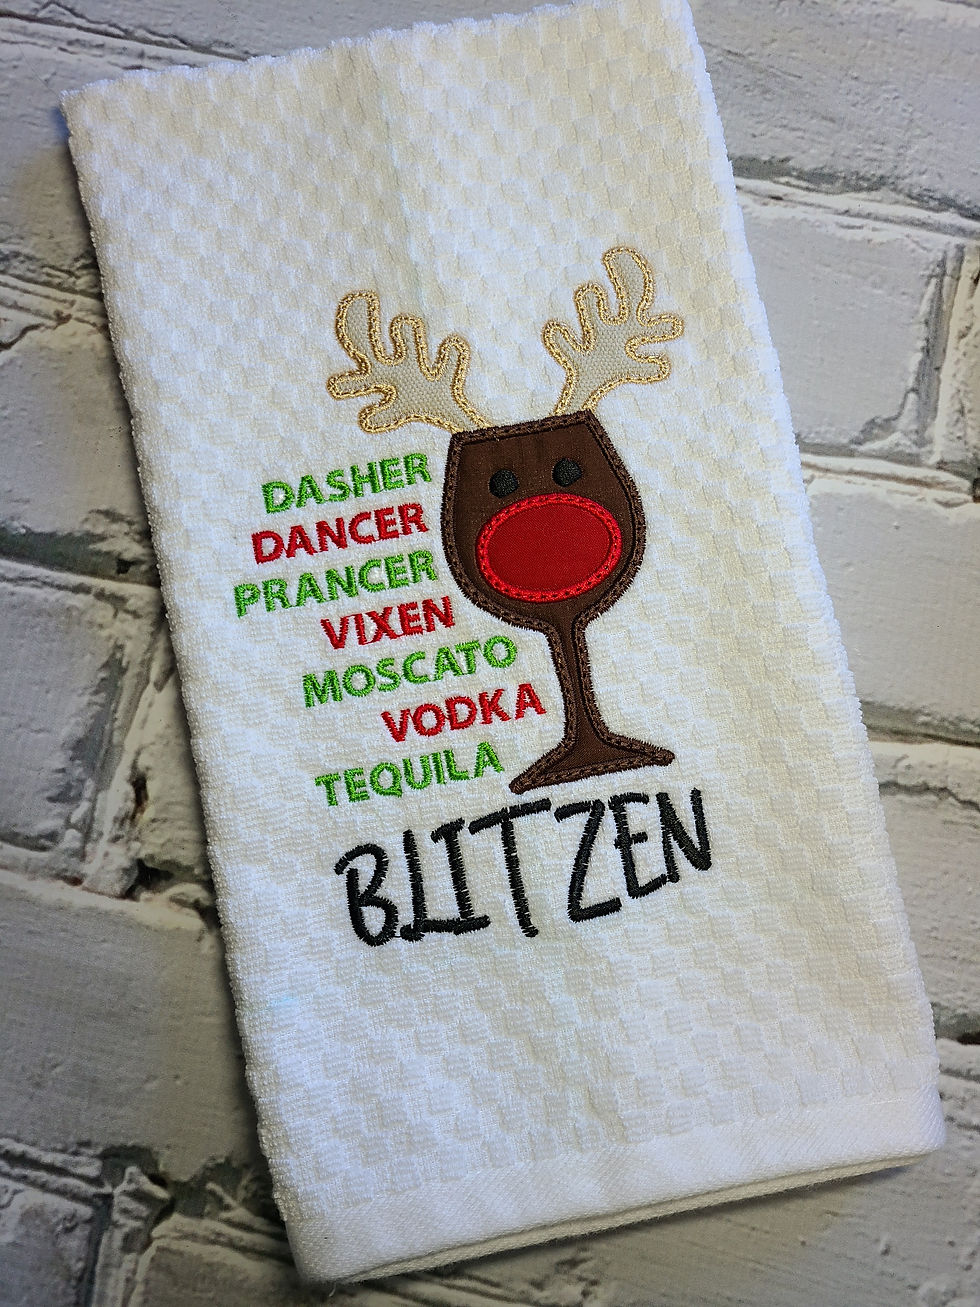 DASHER
DANCER
PRANCER
VIXEN
MOSCATO
VODKA
TEQUILA
BLITZEN